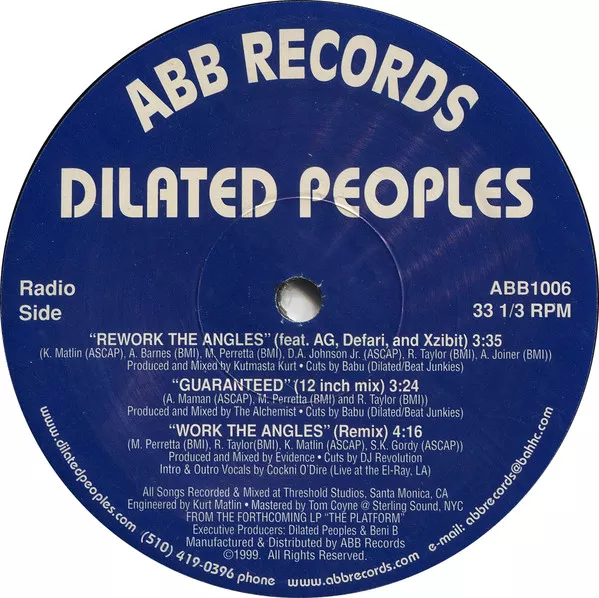 ABB RECORDS
DILATED PEOPLES
Radio
Side
ABB1006
33 1/3 RPM
“REWORK THE ANGLES” (feat. AG, Defari, and Xzibit) 3:35
(K. Matlin (ASCAP), A. Barnes (BMI), M. Perretta (BMI), D.A. Johnson Jr. (ASCAP), R. Taylor (BMI), A. Joiner (BMI))
Produced and Mixed by Kutmasta Kurt • Cuts by Babu (Dilated/Beat Junkies)
“GUARANTEED” (12 inch mix) 3:24
(A. Maman (ASCAP), M. Perretta (BMI) and R. Taylor (BMI)
Produced and Mixed by The Alchemist • Cuts by Babu (Dilated/Beat Junkies)
“WORK THE ANGLES” (Remix) 4:16
(M. Perretta (BMI), R. Taylor(BMI), K. Matlin (ASCAP), S.K. Gordy (ASCAP))
Produced and Mixed by Evidence • Cuts by DJ Revolution
Intro & Outro Vocals by Cockni O'Dire (Live at the El-Ray, LA)
All Songs Recorded & Mixed at Threshold Studios, Santa Monica, CA
Engineered by Kurt Matlin • Mastered by Tom Coyne @ Sterling Sound, NYC
FROM THE FORTHCOMING LP “THE PLATFORM”
Executive Producers: Dilated Peoples & Beni B
Manufactured & Distributed by ABB Records
©1999. All Rights Reserved.
www.dilatedpeoples.com
(510) 419-0396 phone
www.abbrecords.com
e-mail: abbrecords@bathhc.com